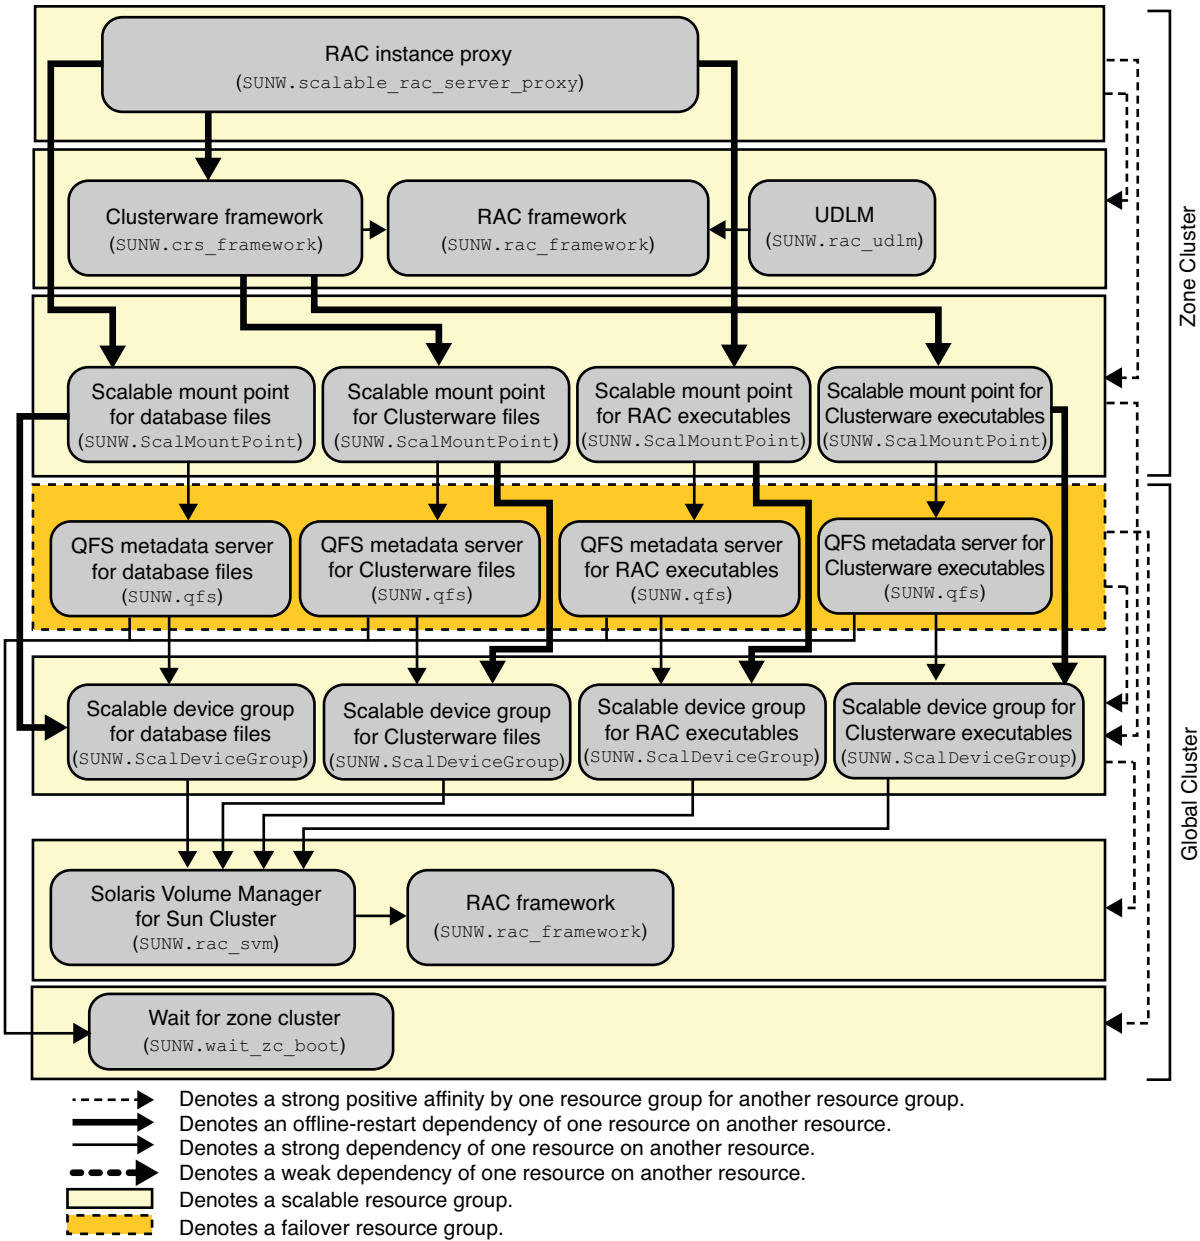 RAC instance proxy
(SUNW.scalable_rac_server_proxy)
Clusterware framework
(SUNW.crs_framework)
RAC framework
(SUNW.rac_framework)
UDLM
(SUNW.rac_udlm)
Zone Cluster
Scalable mount point
for database files
(SUNW.ScalMountPoint)
Scalable mount point
for Clusterware files
(SUNW.ScalMountPoint)
Scalable mount point
for RAC executables
(SUNW.ScalMountPoint)
Scalable mount point for
Clusterware executables
(SUNW.ScalMountPoint)
QFS metadata server
for database files
(SUNW.qfs)
QFS metadata server
for Clusterware files
(SUNW.qfs)
QFS metadata server
for RAC executables
(SUNW.qfs)
QFS metadata server for
Clusterware executables
(SUNW.qfs)
Scalable device group
for database files
(SUNW.ScalDeviceGroup)
Scalable device group
for Clusterware files
(SUNW.ScalDeviceGroup)
Scalable device group
for RAC executables
(SUNW.ScalDeviceGroup)
Scalable device group for
Clusterware executables
(SUNW.ScalDeviceGroup)
Global Cluster
Solaris Volume Manager
for Sun Cluster
(SUNW.rac_svm)
RAC framework
(SUNW.rac_framework)
Wait for zone cluster
(SUNW.wait_zc_boot)
Denotes a strong positive affinity by one resource group for another resource group.
Denotes an offline-restart dependency of one resource on another resource.
Denotes a strong dependency of one resource on another resource.
Denotes a weak dependency of one resource on another resource.
Denotes a scalable resource group.
Denotes a failover resource group.